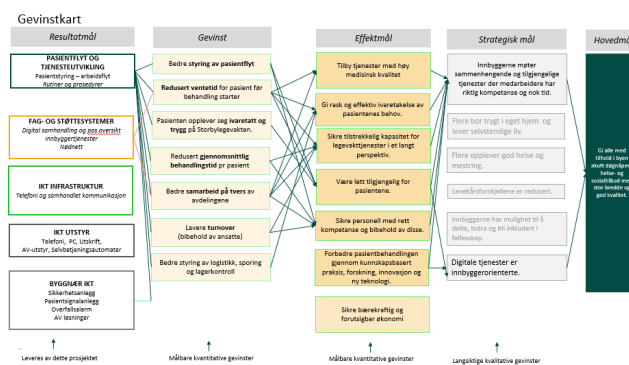 Gevinstkart
Resultatmål
Gevinst
Effektmål
Strategisk mål
Hovedmå
PASIENTFLYT OG
TJENESTEUTVIKLING
Pasientstyring – arbeidsflyt
Rutiner og prosedyrer
FAG- OG STØTTESYSTEMER
Digital samhandling og pas.oversikt
innbyggertjenester
Nødnett
IKT INFRASTRUKTUR
Telefoni og samhandlet kommunikasjon
IKT UTSTYR
Telefoni, PC, Utskrift,
AV-utstyr, Selvbetjeningsautomater
BYGGNÆR IKT
Sikkerhetsanlegg
Pasientsignalanlegg
Overfallsalarm
AV løsninger
Leveres av dette prosjektet
Bedre styring av pasientflyt
Redusert ventetid for pasient før
behandling starter
Pasienten opplever seg ivaretatt og
trygg på Storbylegevakten.
Redusert gjennomsnittlig
behandlingstid pr pasient
Bedre samarbeid på tvers av
avdelingene
Lavere turnover
(bibehold av ansatte)
Bedre styring av logistikk, sporing
og lagerkontroll
Målbare kvantitative gevinster
Tilby tjenester med høy
medisinsk kvalitet
Gi rask og effektiv ivaretakelse av
pasientenes behov.
Sikre tilstrekkelig kapasitet for
legevakttjenester i et langt
perspektiv.
Være lett tilgjengelig for
pasientene.
Sikre personell med rett
kompetanse og bibehold av disse.
Forbedre pasientbehandlingen
gjennom kunnskapsbasert
praksis, forskning, innovasjon og
ny teknologi.
Sikre bærekraftig og
forutsigbar økonomi
Målbare kvantitative gevinster
Innbyggerne møter
sammenhengende og tilgjengelige
tjenester der medarbeidere har
riktig kompetanse og nok tid.
Flere bor trygt i eget hjem og
lever selvstendige liv.
Flere opplever god helse og
mestring.
Levekårsforskjellene er redusert.
Innbyggerne har mulighet til å
delta, bidra og bli inkludert i
fellesskap.
Digitale tjenester er
innbyggerorienterte.
Langsiktige kvalitative gevinster
Gi alle med
tilhold i byen
akutt døgnåpe
helse- og
sosialtilbud me
stor bredde og
god kvalitet.